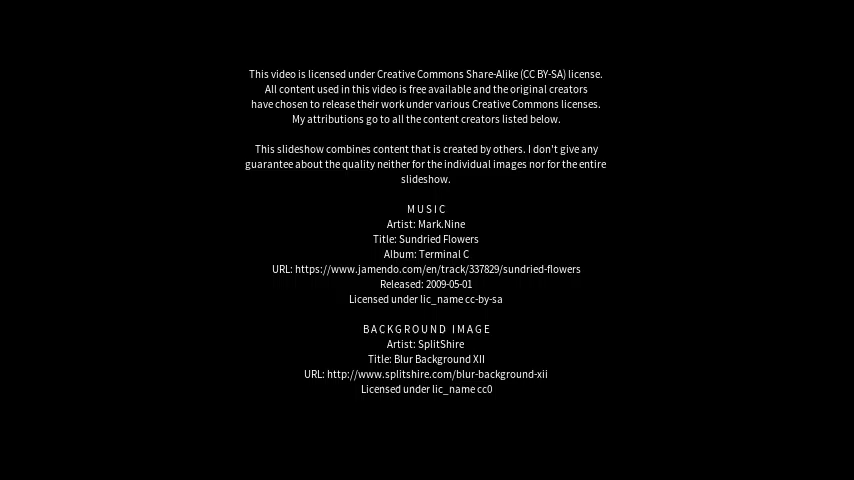 This video is licensed under Creative Commons Share-Alike (CC BY-SA) license.
All content used in this video is free available and the original creators
have chosen to release their work under various Creative Commons licenses.
My attributions go to all the content creators listed below.
This slideshow combines content that is created by others. I don't give any
guarantee about the quality neither for the individual images nor for the entire
slideshow.
MUSIC
Artist: Mark.Nine
Title: Sundried Flowers
Album: Terminal C
URL: https://www.jamendo.com/en/track/337829/sundried-flowers
Released: 2009-05-01
Licensed under lic_name cc-by-sa
BACKGROUND IMAGE
Artist: SplitShire
Title: Blur Background XII
URL: http://www.splitshire.com/blur-background-xii
Licensed under lic_name cc0